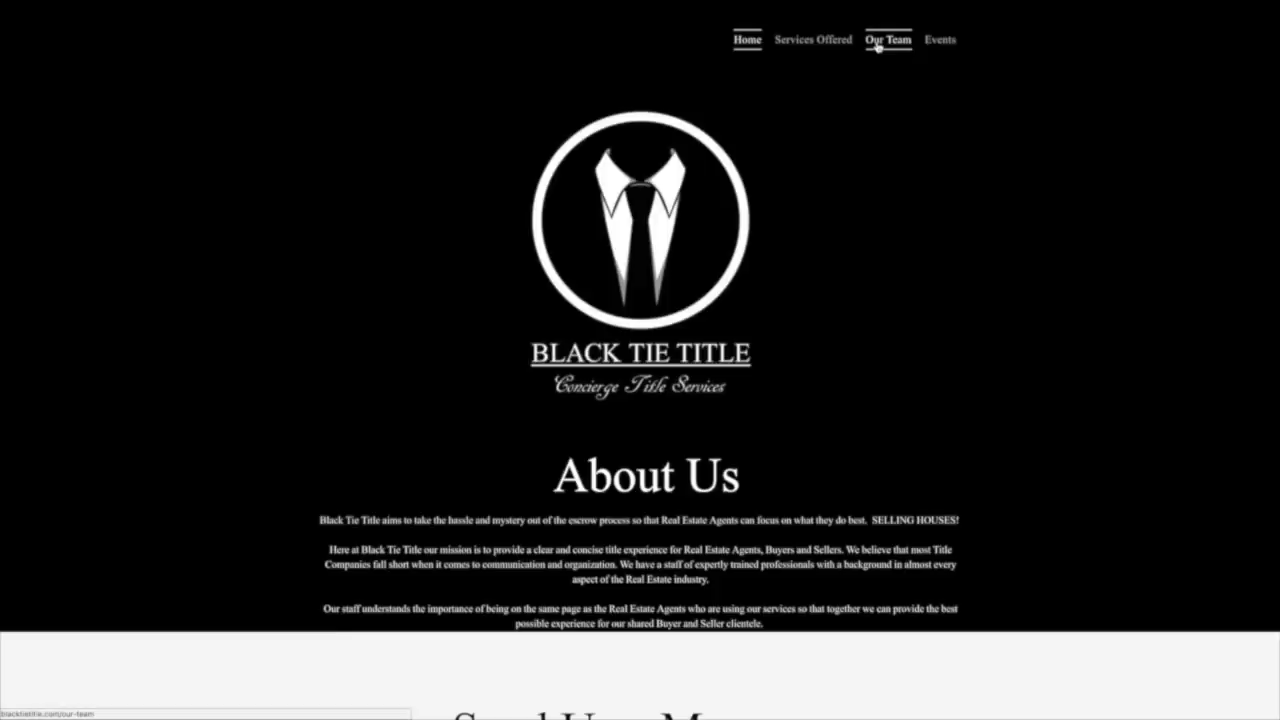 Home Services Offered Our Team Events
BLACK TIE TITLE
Concierge Title Services
About Us
Black Tie Title aims to take the hassle and mystery out of the escrow process so that Real Estate Agents can focus on what they do best. SELLING HOUSES!
Here at Black Tie Title our mission is to provide a clear and concise title experience for Real Estate Agents, Buyers and Sellers. We believe that most Title
Companies fall short when it comes to communication and organization. We have a staff of expertly trained professionals with a background in almost every
aspect of the Real Estate industry.
Our staff understands the importance of being on the same page as the Real Estate Agents who are using our services so that together we can provide the best
possible experience for our shared Buyer and Seller clientele.
blacktietitle.com/our-team